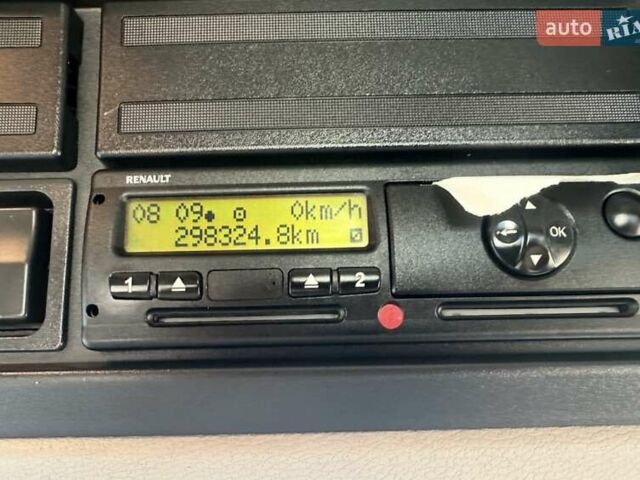 auto RIA
RENAULT
08 09 0km/h
298324.8km
1 2
OK